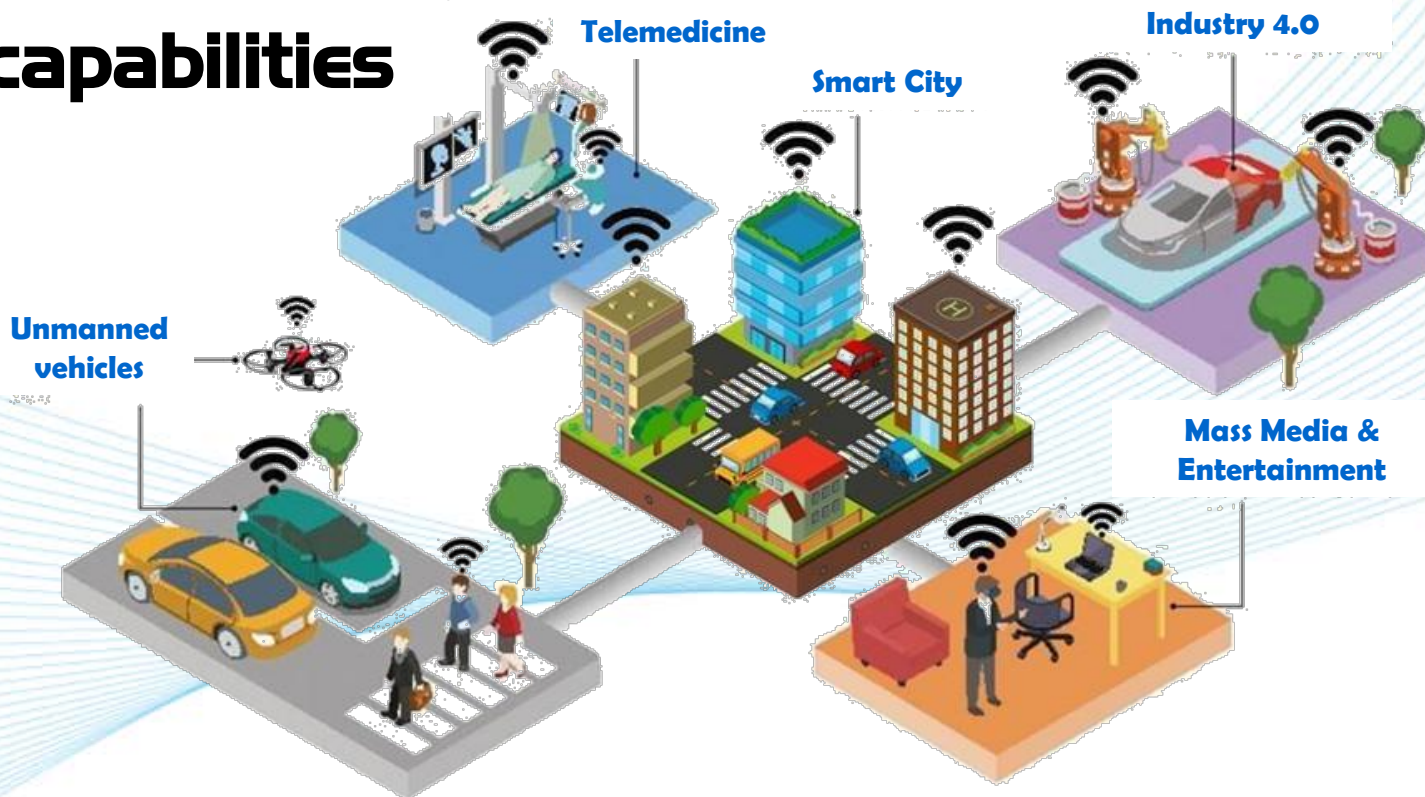 capabilities
Telemedicine
Industry 4.0
Smart City
Unmanned
vehicles
Mass Media &
Entertainment
H